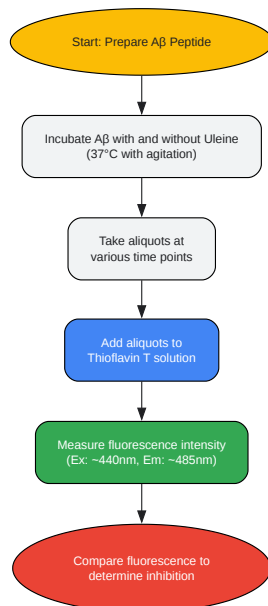 Start: Prepare Aβ Peptide
Incubate Aβ with and without Uleine
(37°C with agitation)
Take aliquots at
various time points
Add aliquots to
Thioflavin T solution
Measure fluorescence intensity
(Ex: ~440nm, Em: ~485nm)
Compare fluorescence to
determine inhibition